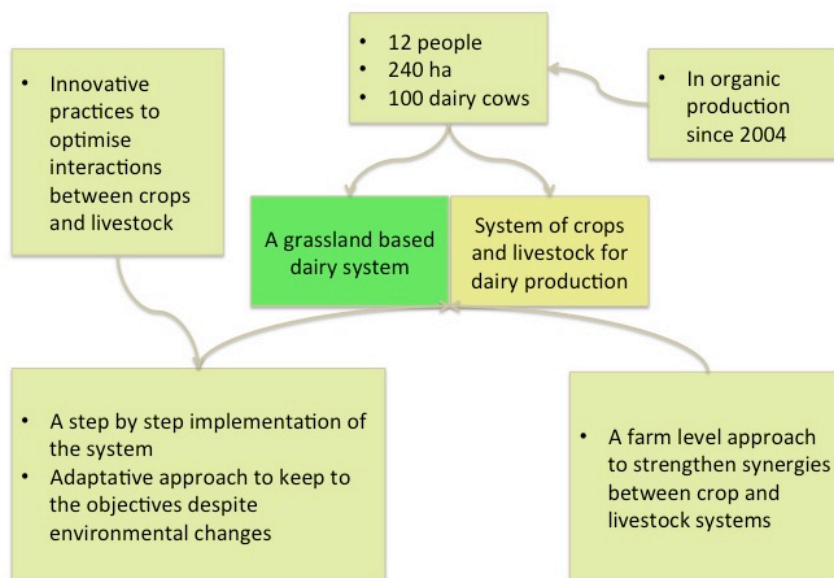 • 12 people
• 240 ha
• 100 dairy cows
• In organic
production
since 2004
• Innovative
practices to
optimise
interactions
between crops
and livestock
A grassland based
dairy system
System of crops
and livestock for
dairy production
• A step by step implementation of
the system
• Adaptative approach to keep to
the objectives despite
environmental changes
• A farm level approach
to strengthen synergies
between crop and
livestock systems